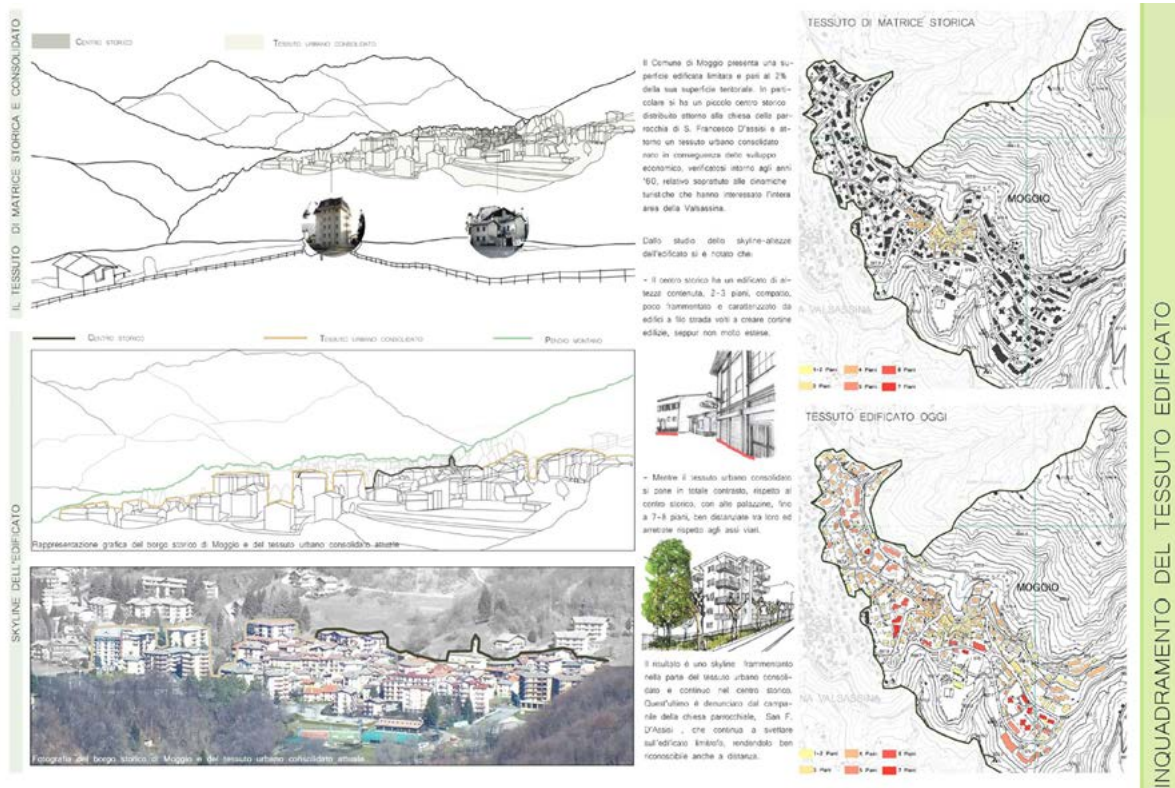 IL TESSUTO DI MATRICE STORICA E CONSOLIDATO
CENTRO STORICO
TESSUTO URBANO CONSOLIDATO
Il Comune di Moggio presenta una su-
perficie edificata limitata e pari al 2%
della sua superficie territoriale. In parti-
colare si ha un piccolo centro storico
distribuito attorno alla chiesa della par-
rocchia di S. Francesco D'assisi e at-
torno un tessuto urbano consolidato
nato in conseguenza dello sviluppo
economico, verificatosi intorno agli anni
'60, relativo soprattutto alle dinamiche
turistiche che hanno interessato l'intera
area della Valsassina.
Dallo studio dello skyline-altezze
dell'edificato si è notato che:
- Il centro storico ha un edificato di al-
tezza contenuta, 2-3 piani, compatto,
poco frammentato e caratterizzato da
edifici a filo strada volti a creare cortine
edilizie, seppur non molto estese.
- Mentre il tessuto urbano consolidato
si pone in totale contrasto, rispetto al
centro storico, con alte palazzine, fino
a 7-8 piani, ben distanziate tra loro ed
arretrate rispetto agli assi viari.
Il risultato è uno skyline frammentanto
nella parte del tessuto urbano consoli-
dato e continuo nel centro storico.
Quest'ultimo è denunciato dal campa-
nile della chiesa parrocchiale, San F.
D'Assisi , che continua a svettare
sull'edificato limitrofo, rendendolo ben
riconoscibile anche a distanza.
SKYLINE DELL'EDIFICATO
CENTRO STORICO
TESSUTO URBANO CONSOLIDATO
PENDIO MONTANO
Rappresentazione grafica del borgo storico di Moggio e del tessuto urbano consolidato attuale
Fotografia del borgo storico di Moggio e del tessuto urbano consolidato attuale
TESSUTO DI MATRICE STORICA
MOGGIO
A VALSASSINA
1-2 Piani
4 Piani
3 Piani
5 Piani
7 Piani
TESSUTO EDIFICATO OGGI
MOGGIO
NA VALSASSINA
1-2 Piani
4 Piani
3 Piani
5 Piani
7 Piani
INQUADRAMENTO DEL TESSUTO EDIFICATO